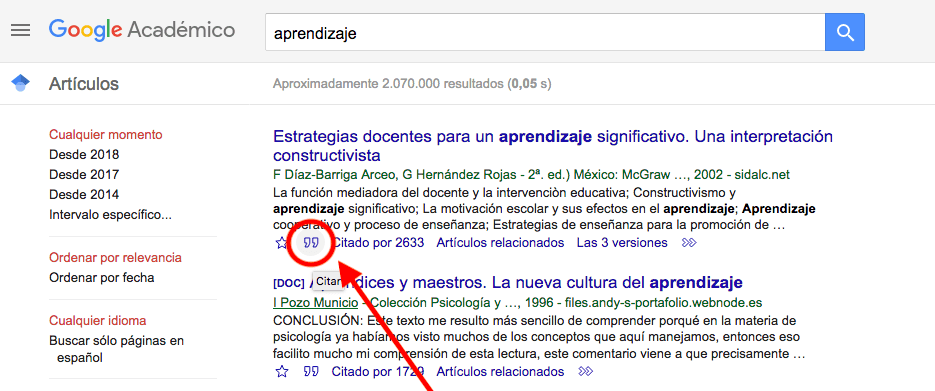 Google Académico
aprendizaje
Artículos
Aproximadamente 2.070.000 resultados (0,05 s)
Cualquier momento
Desde 2018
Desde 2017
Desde 2014
Intervalo específico...
Ordenar por relevancia
Ordenar por fecha
Cualquier idioma
Buscar sólo páginas en
español
Estrategias docentes para un aprendizaje significativo. Una interpretación
constructivista
F Díaz-Barriga Arceo, G Hernández Rojas - 2ª. ed.) México: McGraw …, 2002 - sidalc.net
La función mediadora del docente y la intervenciòn educativa; Constructivismo y
aprendizaje significativo; La motivación escolar y sus efectos en el aprendizaje; Aprendizaje
cooperativo y proceso de enseñanza; Estrategias de enseñanza para la promoción de …
Citado por 2633 Artículos relacionados Las 3 versiones
Citar
[DOC] y maestros. La nueva cultura del aprendizaje
I Pozo Municio - Colección Psicología y …, 1996 - files.andy-s-portafolio.webnode.es
CONCLUSIÓN: Este texto me resulto más sencillo de comprender porqué en la materia de
psicología ya habíamos visto muchos de los conceptos que aquí manejamos, entonces eso
facilito mucho mi comprensión de esta lectura, este comentario viene a que precisamente …
Citado por 1729 Artículos relacionados